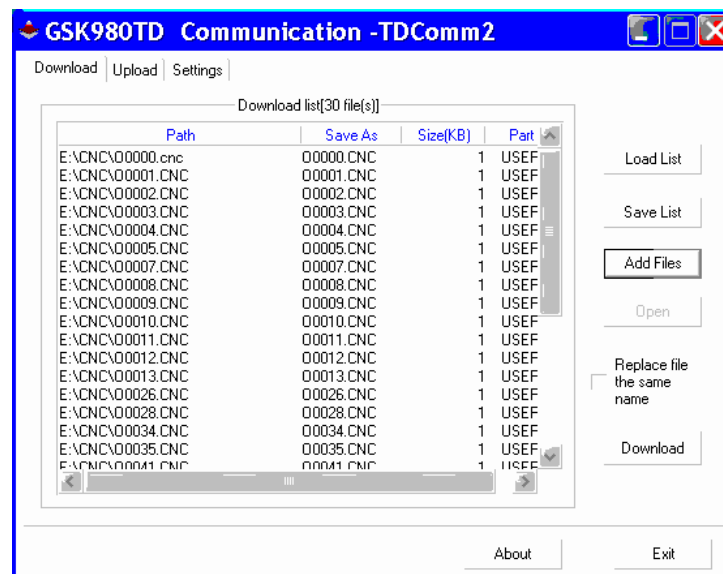 GSK980TD Communication -TDComm2
Download Upload Settings
Download list[30 file(s)]
Path Save As Size(KB) Part
E:\CNC\O0000.cnc O0000.CNC 1 USEF
E:\CNC\O0001.CNC O0001.CNC 1 USEF
E:\CNC\O0002.CNC O0002.CNC 1 USEF
E:\CNC\O0003.CNC O0003.CNC 1 USEF
E:\CNC\O0004.CNC O0004.CNC 1 USEF
E:\CNC\O0005.CNC O0005.CNC 1 USEF
E:\CNC\O0007.CNC O0007.CNC 1 USEF
E:\CNC\O0008.CNC O0008.CNC 1 USEF
E:\CNC\O0009.CNC O0009.CNC 1 USEF
E:\CNC\O0010.CNC O0010.CNC 1 USEF
E:\CNC\O0011.CNC O0011.CNC 1 USEF
E:\CNC\O0012.CNC O0012.CNC 1 USEF
E:\CNC\O0013.CNC O0013.CNC 1 USEF
E:\CNC\O0026.CNC O0026.CNC 1 USEF
E:\CNC\O0028.CNC O0028.CNC 1 USEF
E:\CNC\O0034.CNC O0034.CNC 1 USEF
E:\CNC\O0035.CNC O0035.CNC 1 USEF
E:\CNC\O0041.CNC O0041.CNC 1 USEF
Load List
Save List
Add Files
Open
Replace file
the same
name
Download
About Exit